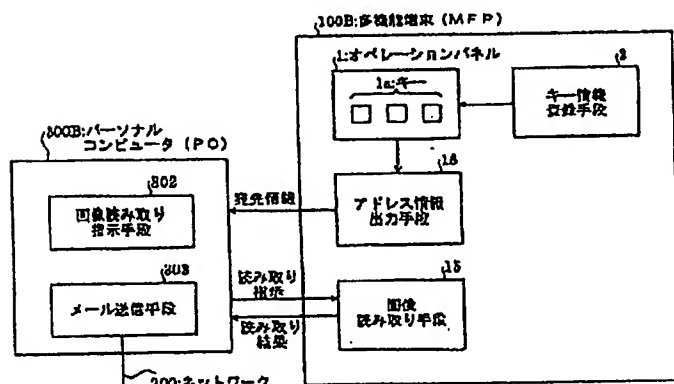 100B:多機能端末(MFP)
1:オペレーションパネル
1a:キー
2
キー情報
登録手段
300B:パーソナル
コンピュータ(PC)
302
画像読み取り
指示手段
宛先情報
16
アドレス情報
出力手段
303
メール送信手段
読み取り
指示
読み取り
結果
15
画像
読み取り手段
200:ネットワーク